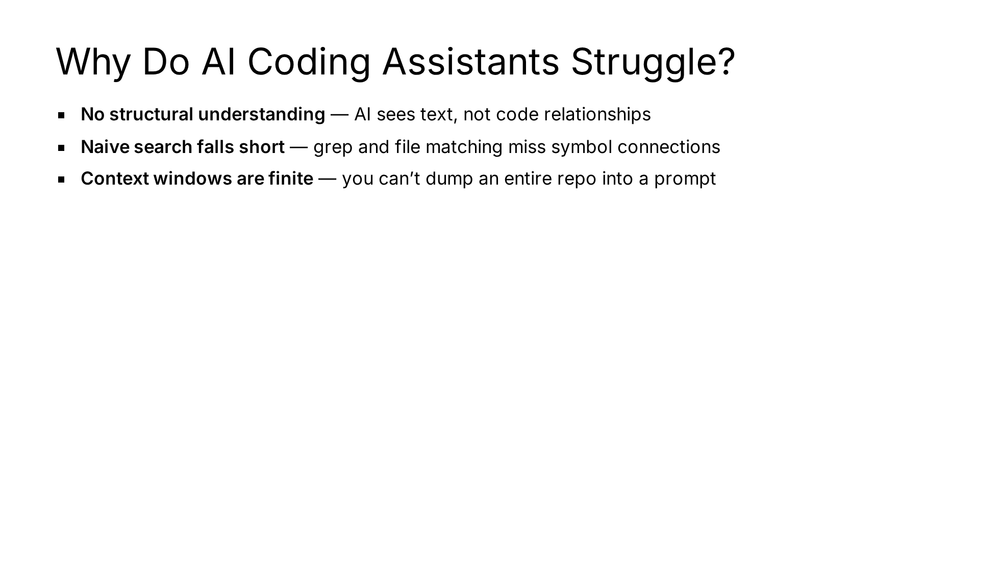 Why Do AI Coding Assistants Struggle?
▪ No structural understanding — AI sees text, not code relationships
▪ Naive search falls short — grep and file matching miss symbol connections
▪ Context windows are finite — you can’t dump an entire repo into a prompt